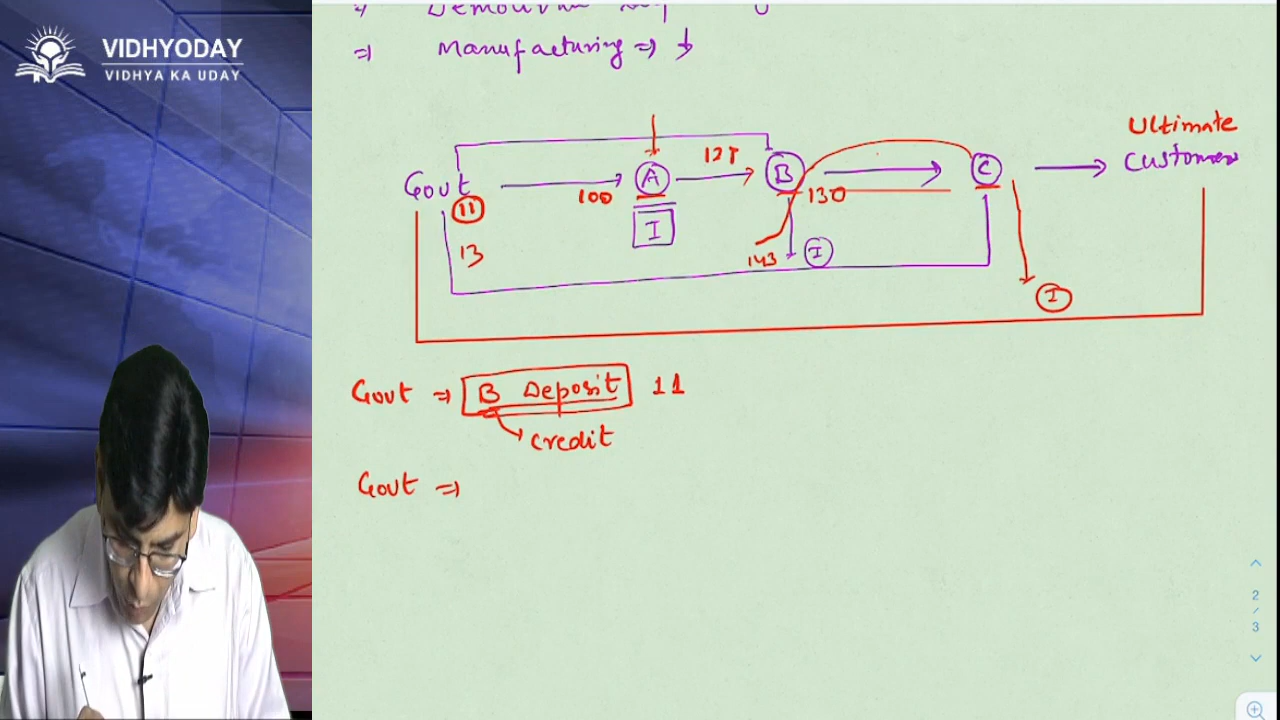 VIDHYODAY
VIDHYA KA UDAY
⇒ Manufacturing ⇒ ↓
Ultimate
Customer
Govt → 100 A → B 130 → C →
11
13
I
143 I
I
Govt ⇒ B Deposit 11
credit
Govt ⇒
2
/
3